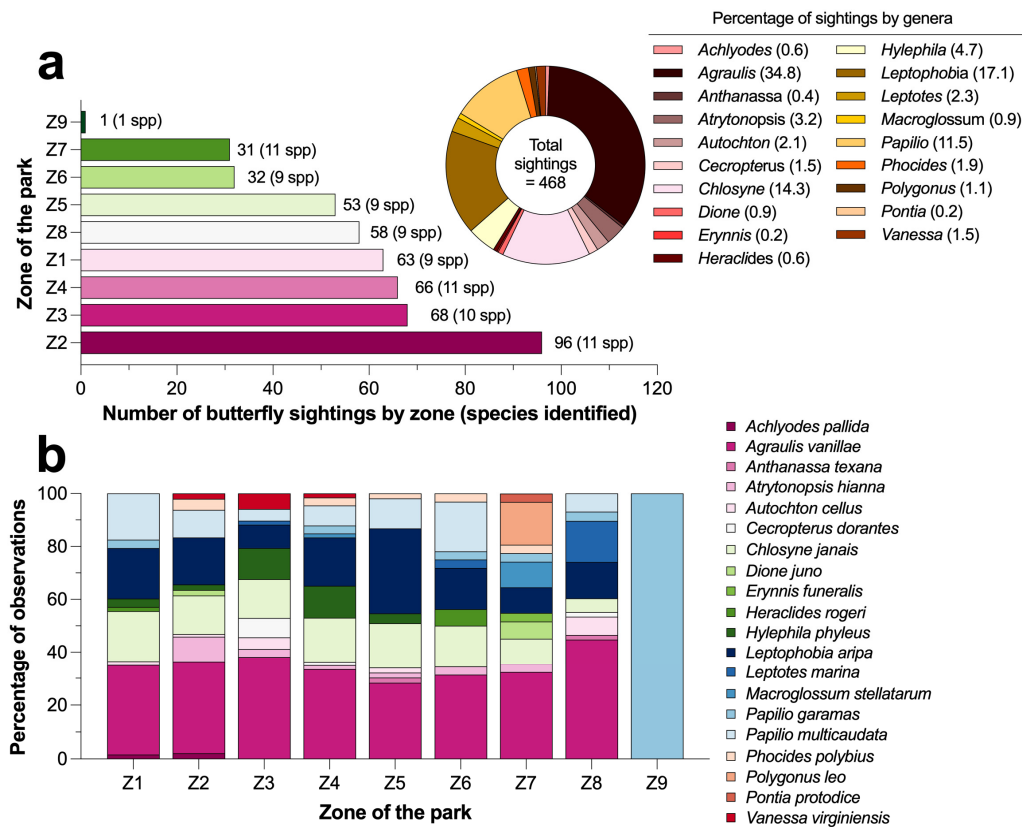 Percentage of sightings by genera
a
Achlyodes (0.6)
Agraulis (34.8)
Anthanassa (0.4)
Atrytonopsis (3.2)
Autochton (2.1)
Cecropterus (1.5)
Chlosyne (14.3)
Dione (0.9)
Erynnis (0.2)
Heraclides (0.6)
Hylephila (4.7)
Leptophobia (17.1)
Leptotes (2.3)
Macroglossum (0.9)
Papilio (11.5)
Phocides (1.9)
Polygonus (1.1)
Pontia (0.2)
Vanessa (1.5)
Total
sightings
= 468
Zone of the park
Z9 1 (1 spp)
Z7 31 (11 spp)
Z6 32 (9 spp)
Z5 53 (9 spp)
Z8 58 (9 spp)
Z1 63 (9 spp)
Z4 66 (11 spp)
Z3 68 (10 spp)
Z2 96 (11 spp)
0 20 40 60 80 100 120
Number of butterfly sightings by zone (species identified)
b
Percentage of observations
100
80
60
40
20
0
Z1 Z2 Z3 Z4 Z5 Z6 Z7 Z8 Z9
Zone of the park
Achlyodes pallida
Agraulis vanillae
Anthanassa texana
Atrytonopsis hianna
Autochton cellus
Cecropterus dorantes
Chlosyne janais
Dione juno
Erynnis funeralis
Heraclides rogeri
Hylephila phyleus
Leptophobia aripa
Leptotes marina
Macroglossum stellatarum
Papilio garamas
Papilio multicaudata
Phocides polybius
Polygonus leo
Pontia protodice
Vanessa virginiensis